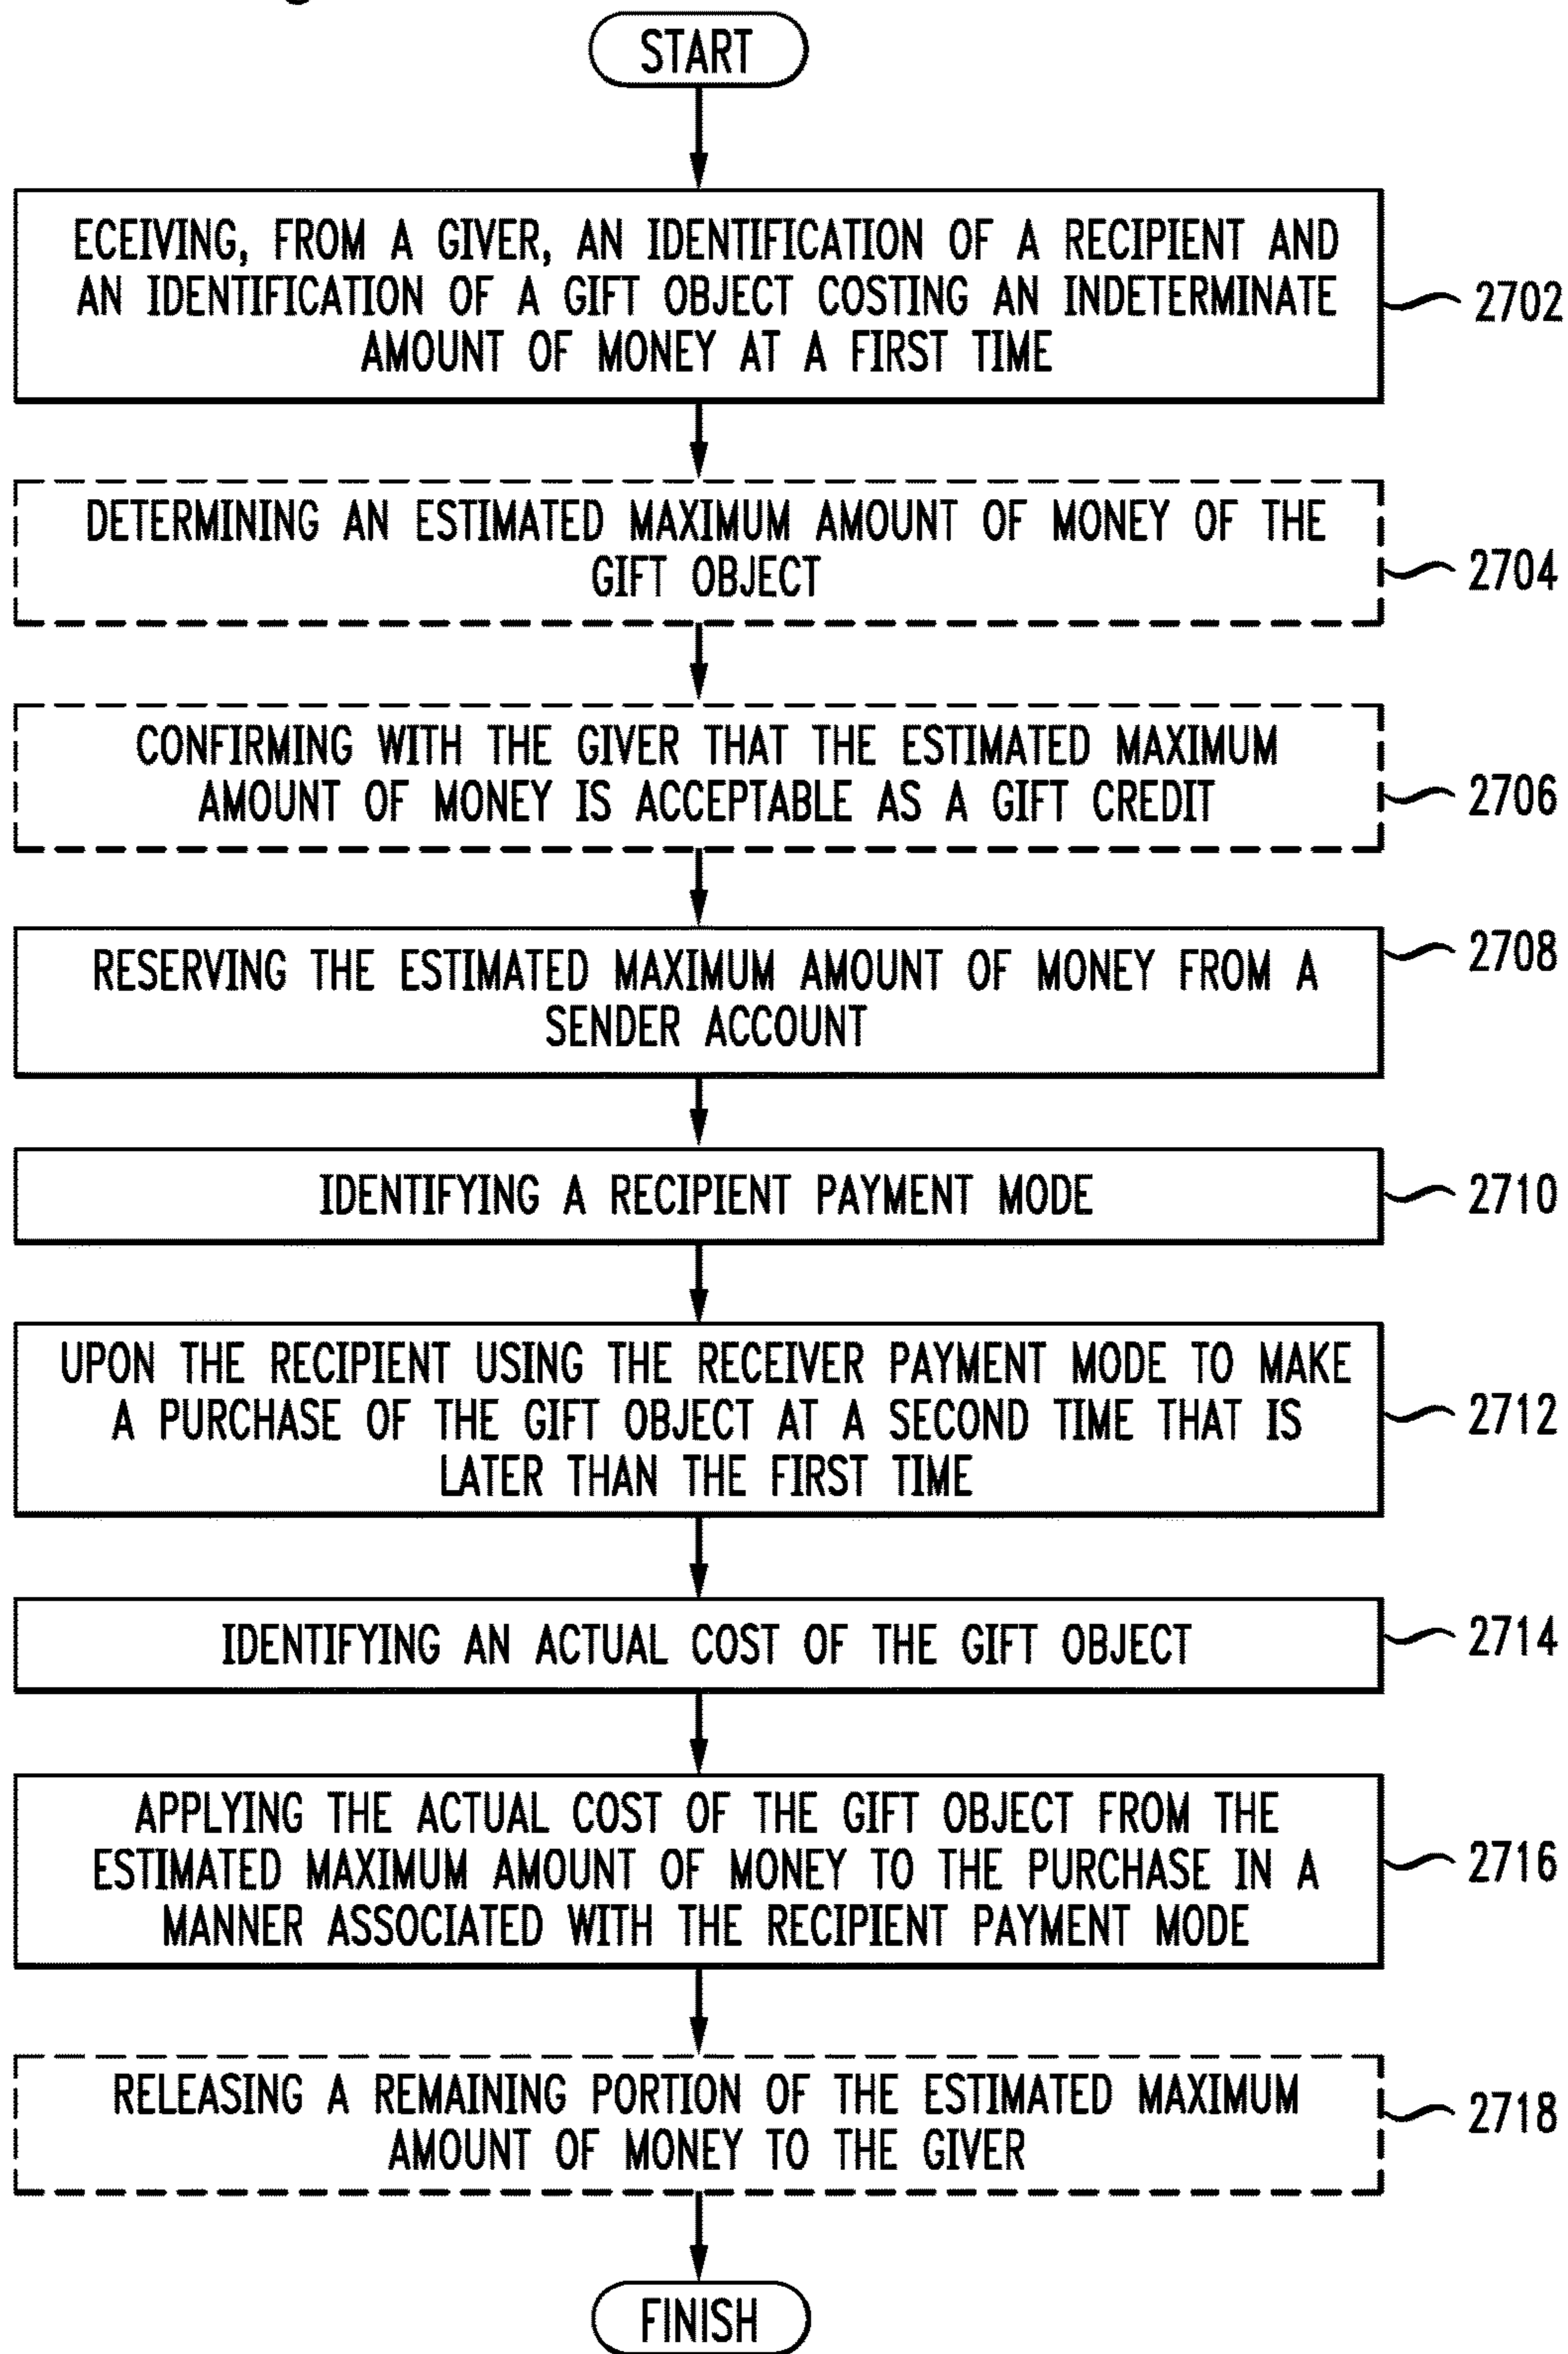 START
ECEIVING, FROM A GIVER, AN IDENTIFICATION OF A RECIPIENT AND
AN IDENTIFICATION OF A GIFT OBJECT COSTING AN INDETERMINATE
AMOUNT OF MONEY AT A FIRST TIME
2702
DETERMINING AN ESTIMATED MAXIMUM AMOUNT OF MONEY OF THE
GIFT OBJECT
2704
CONFIRMING WITH THE GIVER THAT THE ESTIMATED MAXIMUM
AMOUNT OF MONEY IS ACCEPTABLE AS A GIFT CREDIT
2706
RESERVING THE ESTIMATED MAXIMUM AMOUNT OF MONEY FROM A
SENDER ACCOUNT
2708
IDENTIFYING A RECIPIENT PAYMENT MODE
2710
UPON THE RECIPIENT USING THE RECEIVER PAYMENT MODE TO MAKE
A PURCHASE OF THE GIFT OBJECT AT A SECOND TIME THAT IS
LATER THAN THE FIRST TIME
2712
IDENTIFYING AN ACTUAL COST OF THE GIFT OBJECT
2714
APPLYING THE ACTUAL COST OF THE GIFT OBJECT FROM THE
ESTIMATED MAXIMUM AMOUNT OF MONEY TO THE PURCHASE IN A
MANNER ASSOCIATED WITH THE RECIPIENT PAYMENT MODE
2716
RELEASING A REMAINING PORTION OF THE ESTIMATED MAXIMUM
AMOUNT OF MONEY TO THE GIVER
2718
FINISH